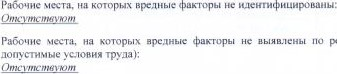 Рабочие места, на которых вредные факторы не идентифицированы:
Отсутствуют
Рабочие места, на которых вредные факторы не выявлены по
допустимые условия труда):
Отсутствуют